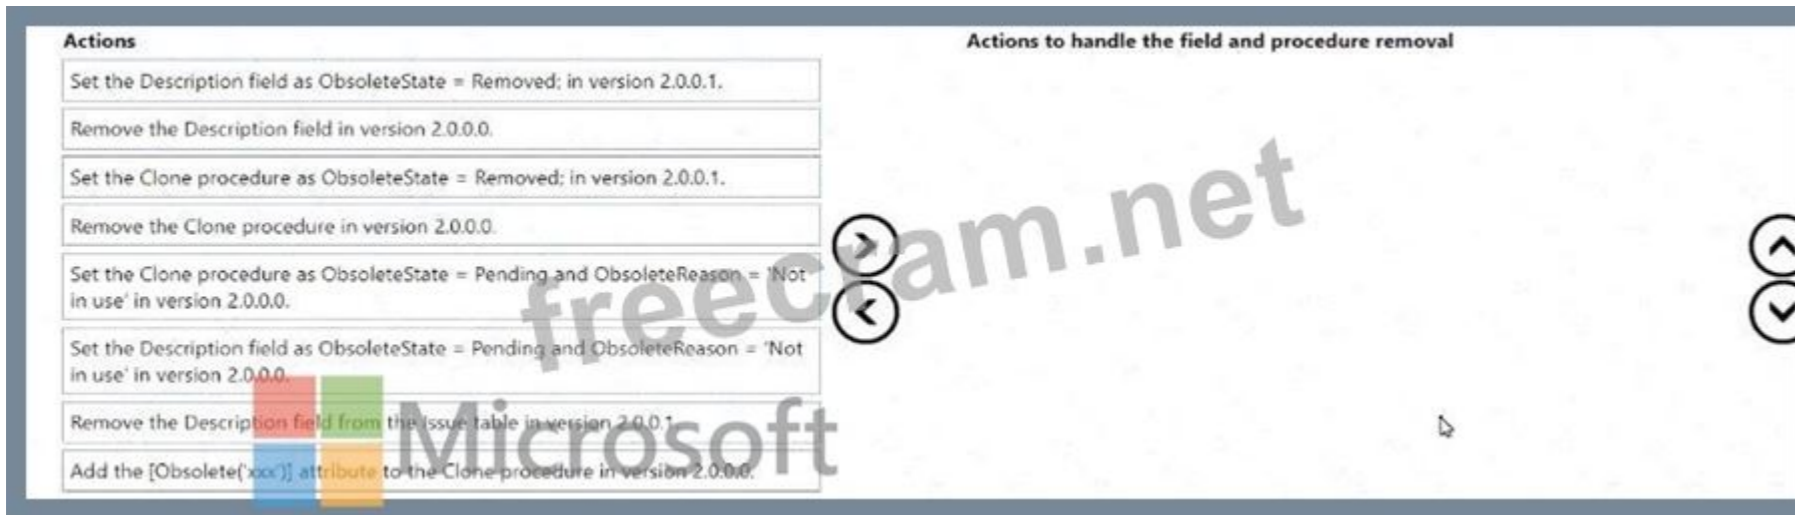 Actions
Actions to handle the field and procedure removal
Set the Description field as ObsoleteState = Removed; in version 2.0.0.1.
Remove the Description field in version 2.0.0.0.
Set the Clone procedure as ObsoleteState = Removed; in version 2.0.0.1.
Remove the Clone procedure in version 2.0.0.0.
Set the Clone procedure as ObsoleteState = Pending and ObsoleteReason = 'Not
in use' in version 2.0.0.0.
Set the Description field as ObsoleteState = Pending and ObsoleteReason = 'Not
in use' in version 2.0.0.0.
Remove the Description field from the Issue table in version 2.0.0.1.
Add the [Obsolete('xxx')] attribute to the Clone procedure in version 2.0.0.0.
freecram.net
Microsoft